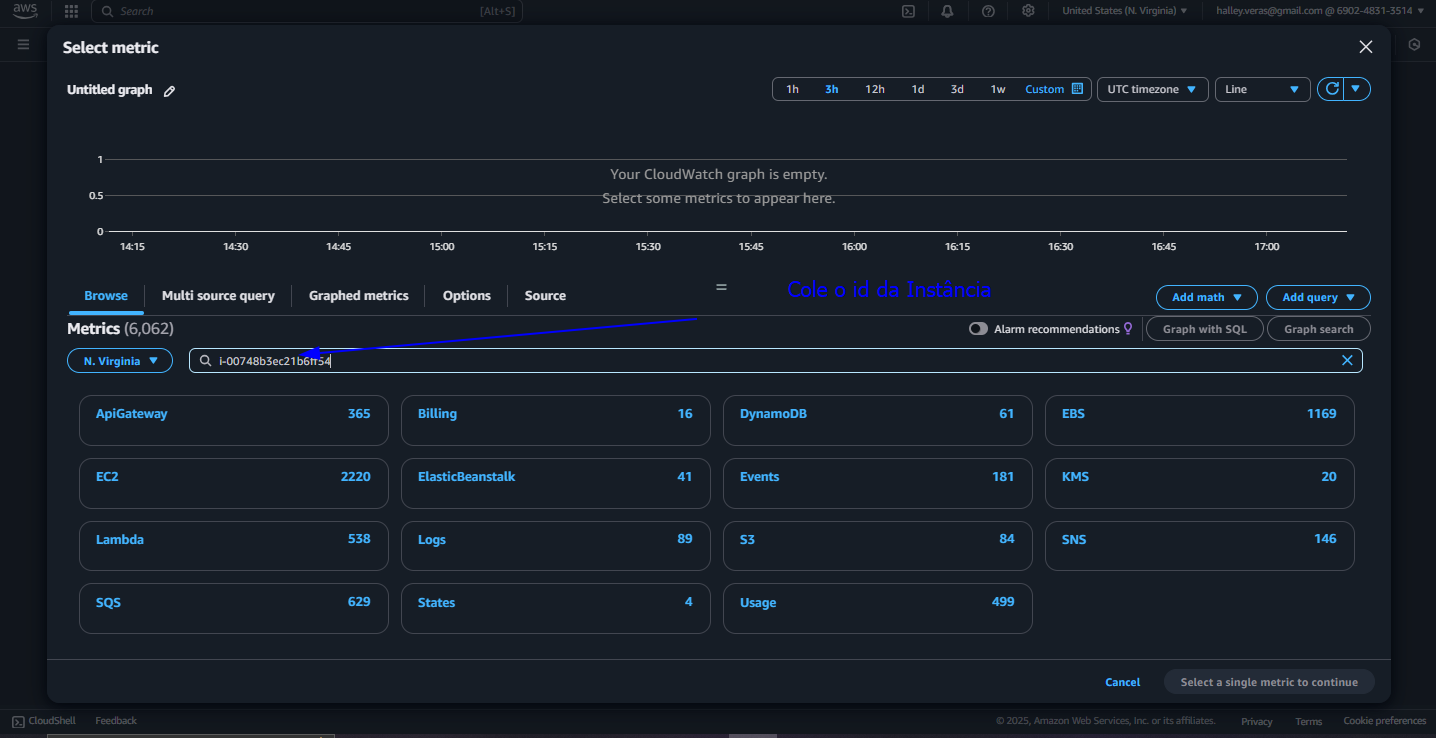 aws
Search [Alt+S]
United States (N. Virginia)
halley.veras@gmail.com @ 6902-4831-3514
Select metric
Untitled graph
1h 3h 12h 1d 3d 1w Custom
UTC timezone
Line
1
Your CloudWatch graph is empty.
0.5
Select some metrics to appear here.
0
14:15 14:30 14:45 15:00 15:15 15:30 15:45 16:00 16:15 16:30 16:45 17:00
Cole o id da Instância
Browse Multi source query Graphed metrics Options Source
Add math Add query
Metrics (6,062)
Alarm recommendations
Graph with SQL Graph search
N. Virginia
ApiGateway 365
Billing 16
DynamoDB 61
EBS 1169
EC2 2220
ElasticBeanstalk 41
Events 181
KMS 20
Lambda 538
Logs 89
S3 84
SNS 146
SQS 629
States 4
Usage 499
Cancel Select a single metric to continue
CloudShell Feedback
© 2025, Amazon Web Services, Inc. or its affiliates. Privacy Terms Cookie preferences